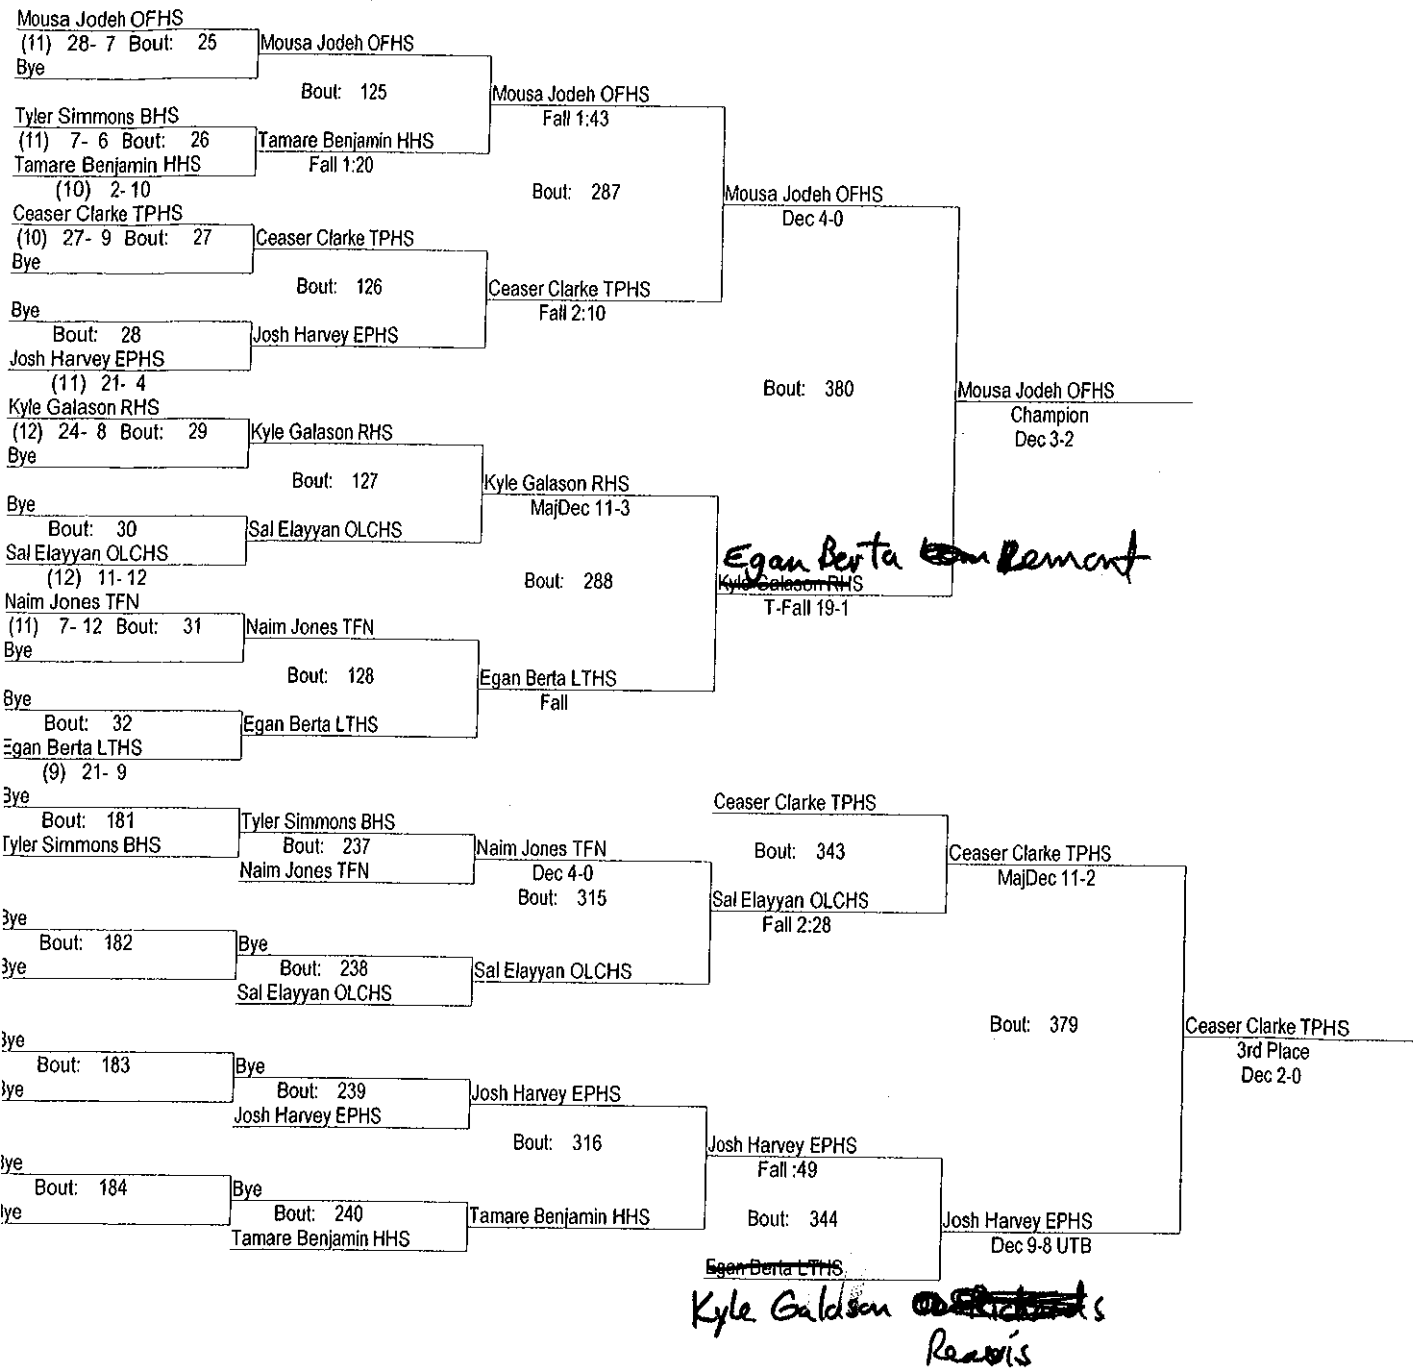 Mousa Jodeh OFHS
(11) 28- 7 Bout: 25
Bye
Mousa Jodeh OFHS
Bout: 125
Tyler Simmons BHS
(11) 7- 6 Bout: 26
Tamare Benjamin HHS
(10) 2- 10
Tamare Benjamin HHS
Fall 1:20
Mousa Jodeh OFHS
Fall 1:43
Bout: 287
Ceaser Clarke TPHS
(10) 27- 9 Bout: 27
Bye
Ceaser Clarke TPHS
Bout: 126
Bye
Bout: 28
Josh Harvey EPHS
(11) 21- 4
Josh Harvey EPHS
Ceaser Clarke TPHS
Fall 2:10
Mousa Jodeh OFHS
Dec 4-0
Bout: 380
Mousa Jodeh OFHS
Champion
Dec 3-2
Kyle Galason RHS
(12) 24- 8 Bout: 29
Bye
Kyle Galason RHS
Bout: 127
Bye
Bout: 30
Sal Elayyan OLCHS
(12) 11- 12
Sal Elayyan OLCHS
Kyle Galason RHS
MajDec 11-3
Bout: 288
Egan Berta Lemont
Kyle Galason RHS
T-Fall 19-1
Naim Jones TFN
(11) 7- 12 Bout: 31
Bye
Naim Jones TFN
Bout: 128
Bye
Bout: 32
Egan Berta LTHS
(9) 21- 9
Egan Berta LTHS
Egan Berta LTHS
Fall
Bye
Bout: 181
Tyler Simmons BHS
Tyler Simmons BHS
Bout: 237
Naim Jones TFN
Naim Jones TFN
Dec 4-0
Bout: 315
Bye
Bout: 182
Bye
Bye
Bout: 238
Sal Elayyan OLCHS
Sal Elayyan OLCHS
Ceaser Clarke TPHS
Bout: 343
Sal Elayyan OLCHS
Fall 2:28
Ceaser Clarke TPHS
MajDec 11-2
Bout: 379
Ceaser Clarke TPHS
3rd Place
Dec 2-0
Bye
Bout: 183
Bye
Bye
Bout: 239
Josh Harvey EPHS
Josh Harvey EPHS
Bout: 316
Bye
Bout: 184
Bye
Bye
Bout: 240
Tamare Benjamin HHS
Tamare Benjamin HHS
Josh Harvey EPHS
Fall :49
Bout: 344
Egan Berta LTHS
Josh Harvey EPHS
Dec 9-8 UTB
Kyle Galason
Reavis